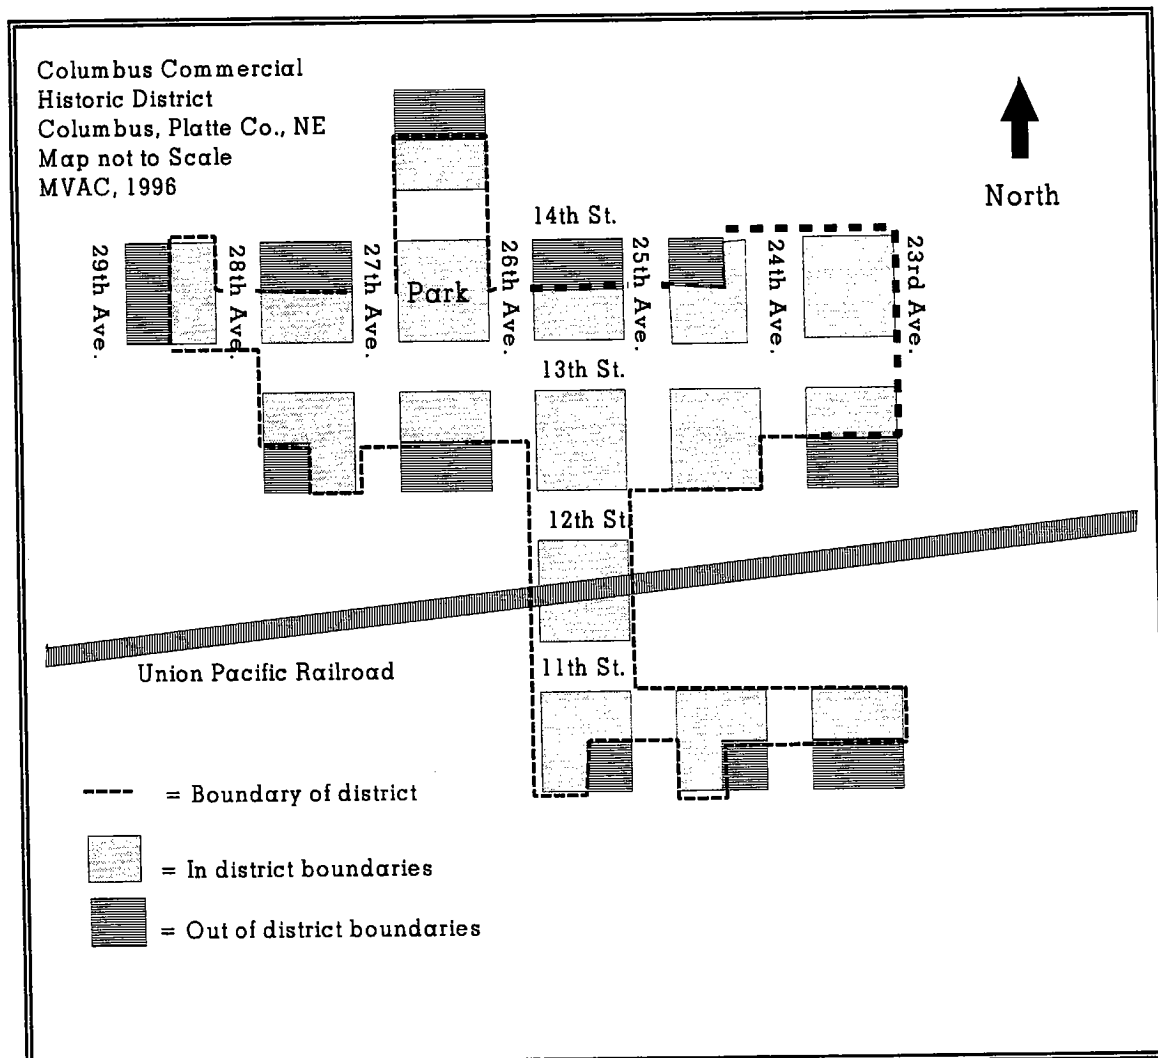 Columbus Commercial
Historic District
Columbus, Platte Co., NE
Map not to Scale
MVAC, 1996
North
14th St.
29th Ave.
28th Ave.
27th Ave.
Park
26th Ave.
25th Ave.
24th Ave.
23rd Ave.
13th St.
12th St.
Union Pacific Railroad
11th St.
= Boundary of district
= In district boundaries
= Out of district boundaries